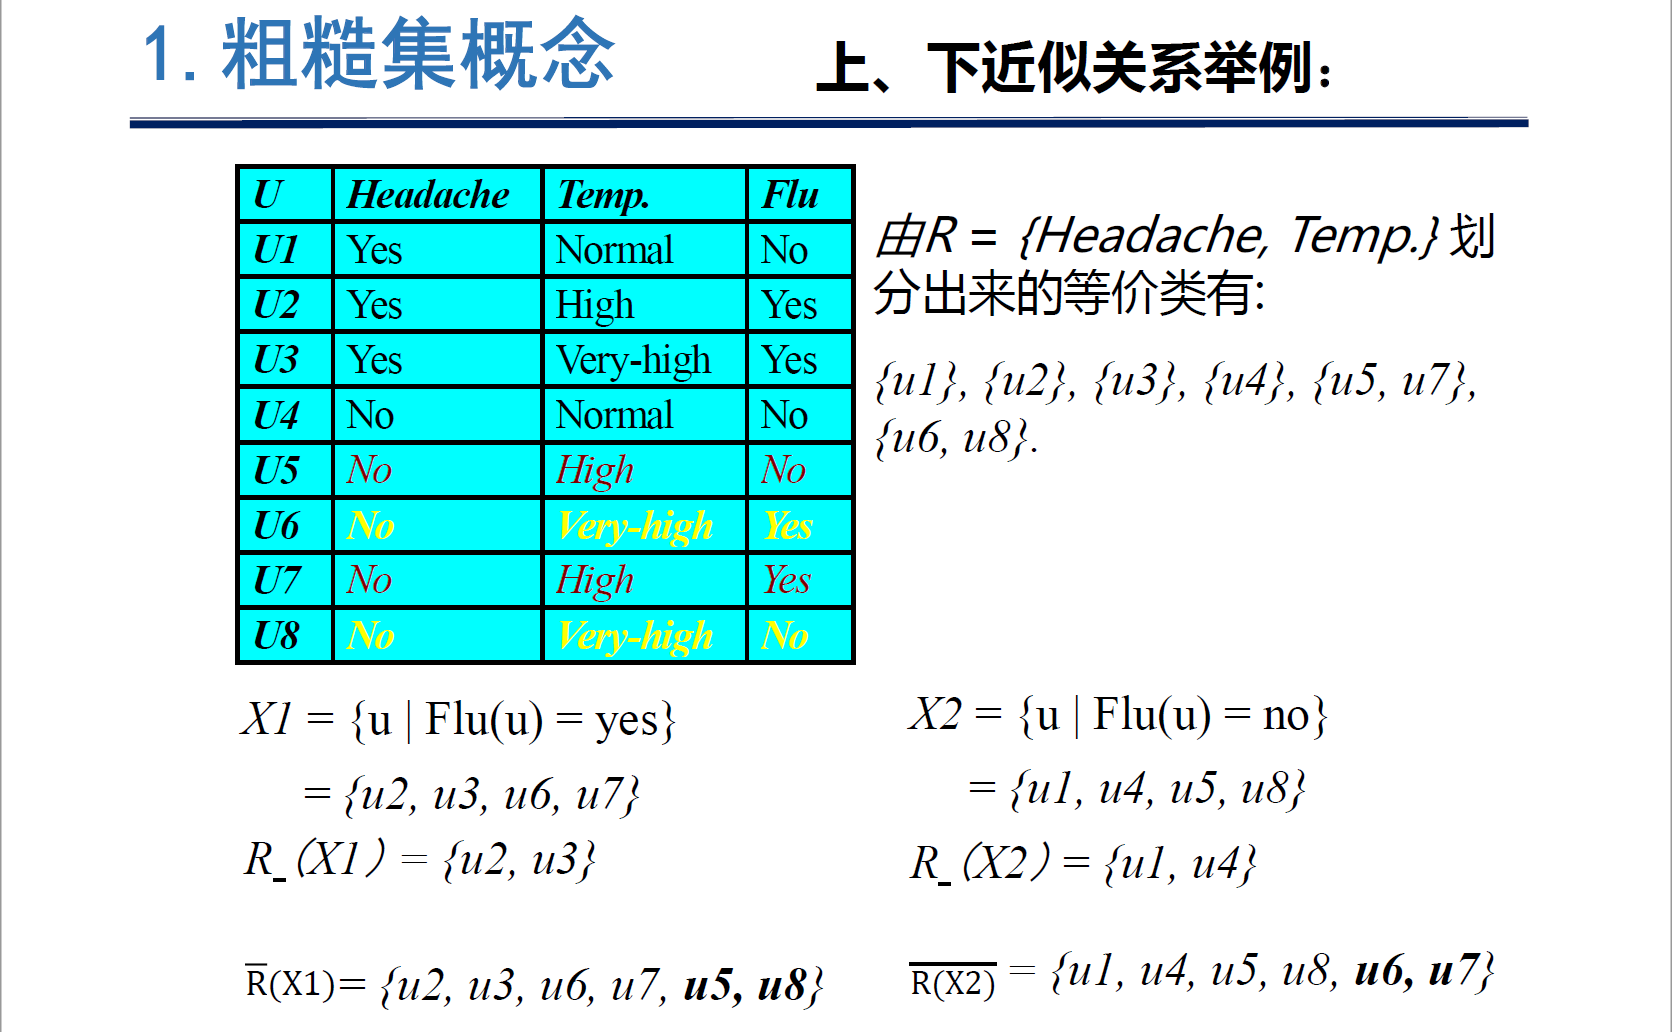 1.粗糙集概念
上、下近似关系举例：
U Headache Temp. Flu
U1 Yes Normal No
U2 Yes High Yes
U3 Yes Very-high Yes
U4 No Normal No
U5 No High No
U6 No Very-high Yes
U7 No High Yes
U8 No Very-high No
由R = {Headache, Temp.} 划
分出来的等价类有:
{u1}, {u2}, {u3}, {u4}, {u5, u7},
{u6, u8}.
X1 = {u | Flu(u) = yes}
= {u2, u3, u6, u7}
R_（X1）= {u2, u3}
R̅(X1)= {u2, u3, u6, u7, u5, u8}
X2 = {u | Flu(u) = no}
= {u1, u4, u5, u8}
R_（X2）= {u1, u4}
R̅(̅X̅2̅)̅ = {u1, u4, u5, u8, u6, u7}